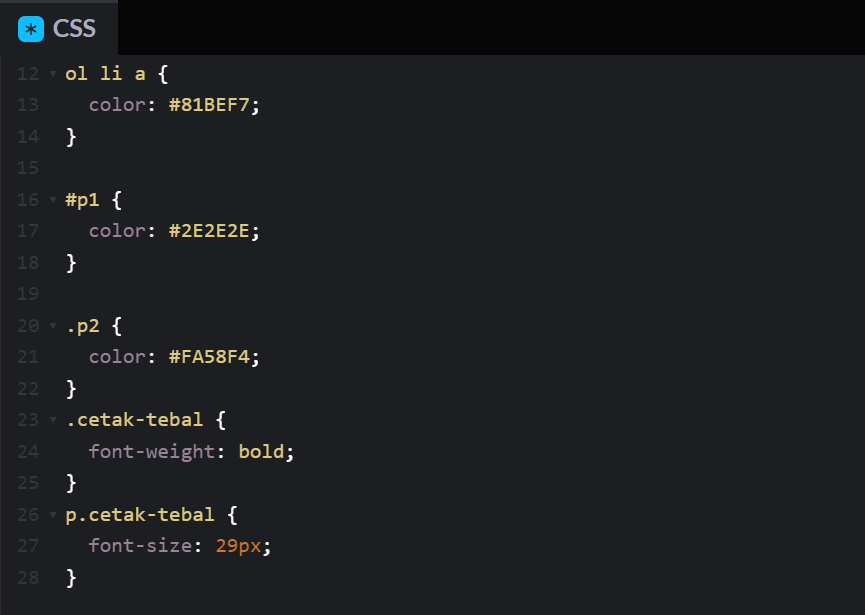 * CSS
12 ol li a {
13 color: #81BEF7;
14 }
15
16 #p1 {
17 color: #2E2E2E;
18 }
19
20 .p2 {
21 color: #FA58F4;
22 }
23 .cetak-tebal {
24 font-weight: bold;
25 }
26 p.cetak-tebal {
27 font-size: 29px;
28 }